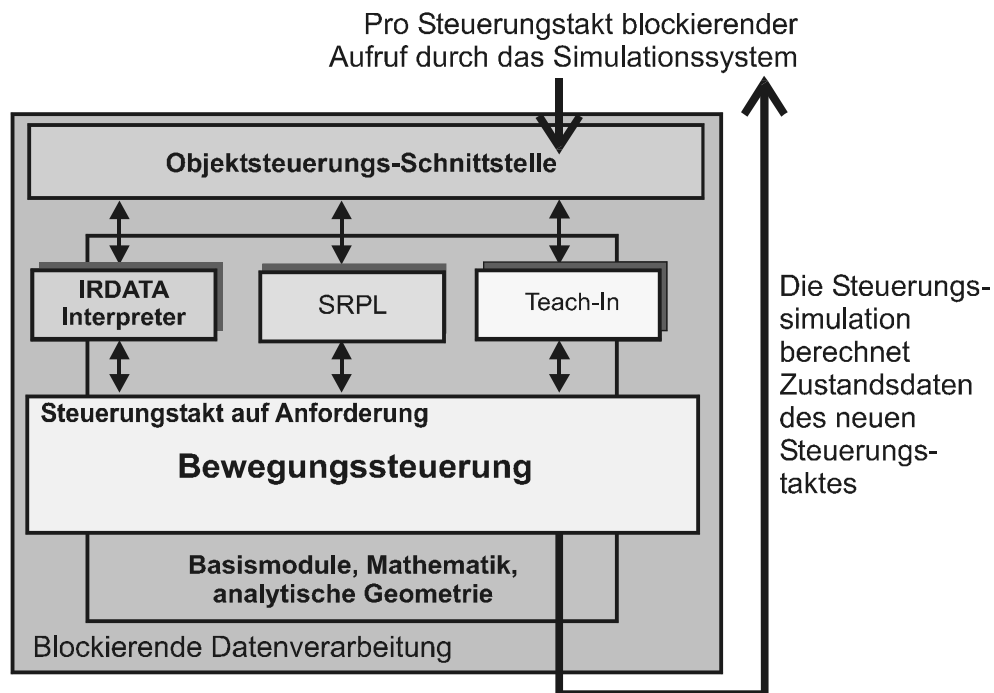 Pro Steuerungstakt blockierender
Aufruf durch das Simulationssystem
Objektsteuerungs-Schnittstelle
IRDATA
Interpreter
SRPL
Teach-In
Steuerungstakt auf Anforderung
Bewegungssteuerung
Basismodule, Mathematik,
analytische Geometrie
Blockierende Datenverarbeitung
Die Steuerungs-
simulation
berechnet
Zustandsdaten
des neuen
Steuerungs-
taktes